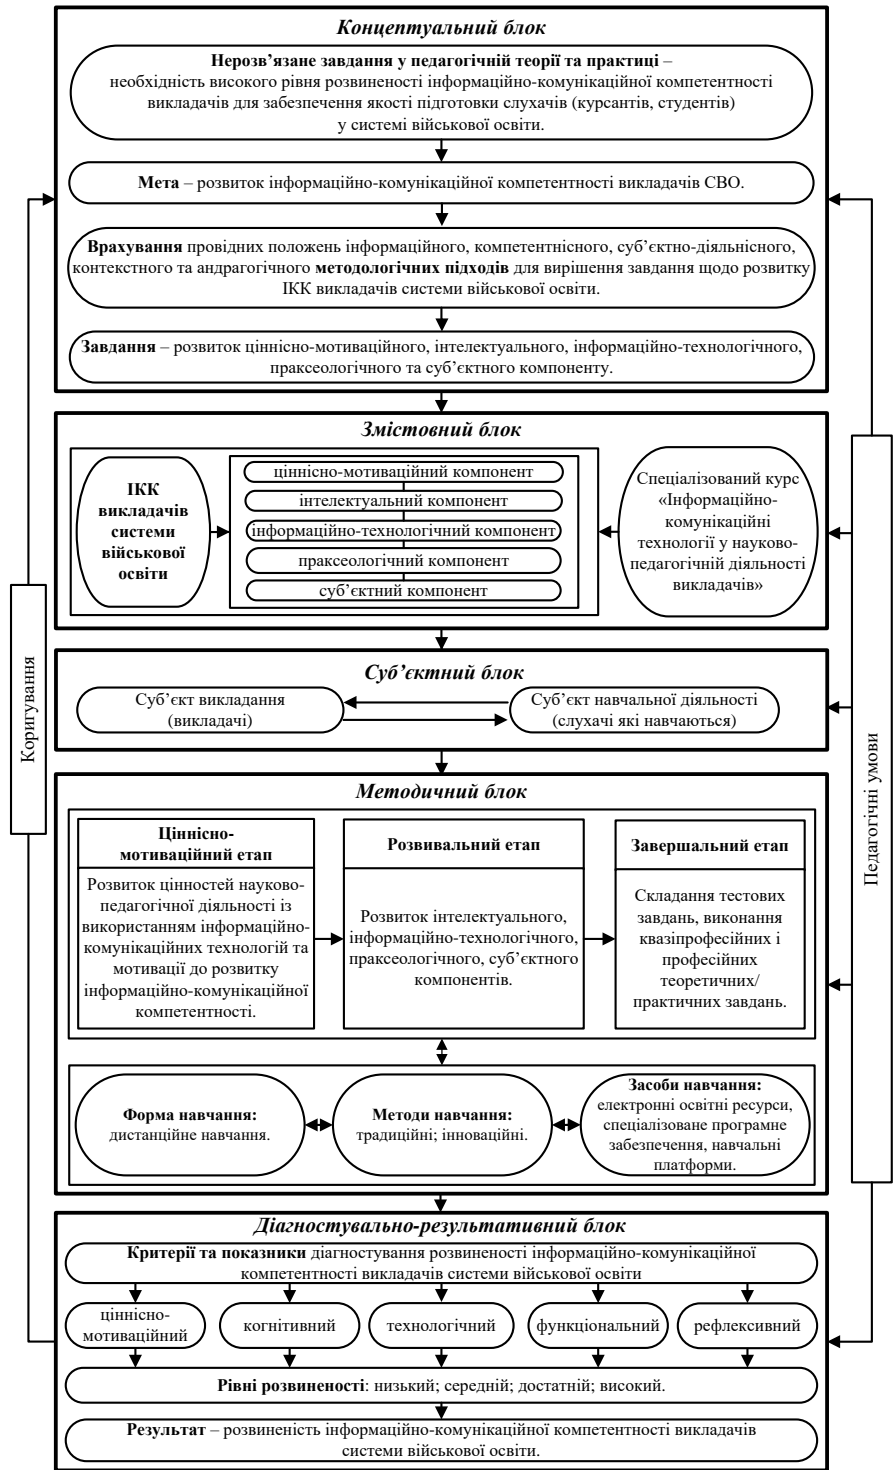 Концептуальний блок
Нерозв’язане завдання у педагогічній теорії та практиці –
необхідність високого рівня розвиненості інформаційно-комунікаційної компетентності
викладачів для забезпечення якості підготовки слухачів (курсантів, студентів)
у системі військової освіти.
Мета – розвиток інформаційно-комунікаційної компетентності викладачів СВО.
Врахування провідних положень інформаційного, компетентнісного, суб’єктно-діяльнісного,
контекстного та андрагогічного методологічних підходів для вирішення завдання щодо розвитку
ІКК викладачів системи військової освіти.
Завдання – розвиток ціннісно-мотиваційного, інтелектуального, інформаційно-технологічного,
праксеологічного та суб’єктного компоненту.
Змістовний блок
ІКК
викладачів
системи
військової
освіти
ціннісно-мотиваційний компонент
інтелектуальний компонент
інформаційно-технологічний компонент
праксеологічний компонент
суб’єктний компонент
Спеціалізований курс
«Інформаційно-
комунікаційні
технології у науково-
педагогічній діяльності
викладачів»
Суб’єктний блок
Суб’єкт викладання
(викладачі)
Суб’єкт навчальної діяльності
(слухачі які навчаються)
Коригування
Педагогічні умови
Методичний блок
Ціннісно-
мотиваційний етап
Розвиток цінностей науково-
педагогічної діяльності із
використанням інформаційно-
комунікаційних технологій та
мотивації до розвитку
інформаційно-комунікаційної
компетентності.
Розвивальний етап
Розвиток інтелектуального,
інформаційно-технологічного,
праксеологічного, суб’єктного
компонентів.
Завершальний етап
Складання тестових
завдань, виконання
квазіпрофесійних і
професійних
теоретичних/
практичних завдань.
Форма навчання:
дистанційне навчання.
Методи навчання:
традиційні; інноваційні.
Засоби навчання:
електронні освітні ресурси,
спеціалізоване програмне
забезпечення, навчальні
платформи.
Діагностувально-результативний блок
Критерії та показники діагностування розвиненості інформаційно-комунікаційної
компетентності викладачів системи військової освіти
ціннісно-
мотиваційний
когнітивний
технологічний
функціональний
рефлексивний
Рівні розвиненості: низький; середній; достатній; високий.
Результат – розвиненість інформаційно-комунікаційної компетентності викладачів
системи військової освіти.